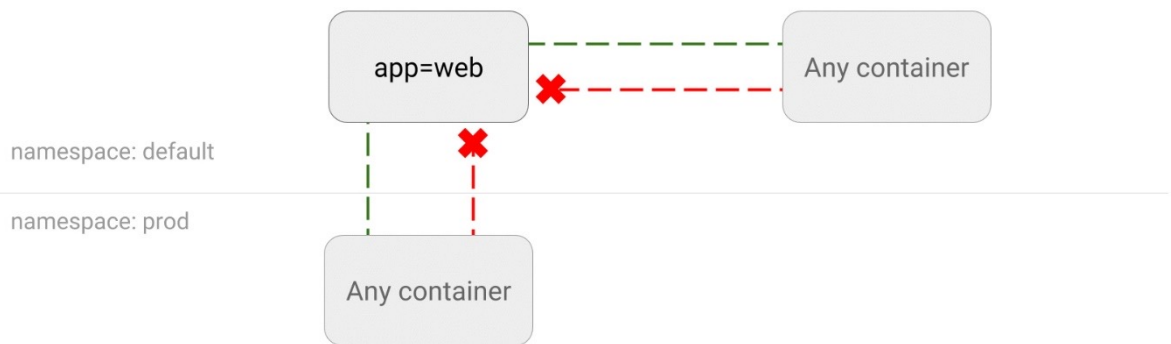 app=web
Any container
namespace: default
namespace: prod
Any container